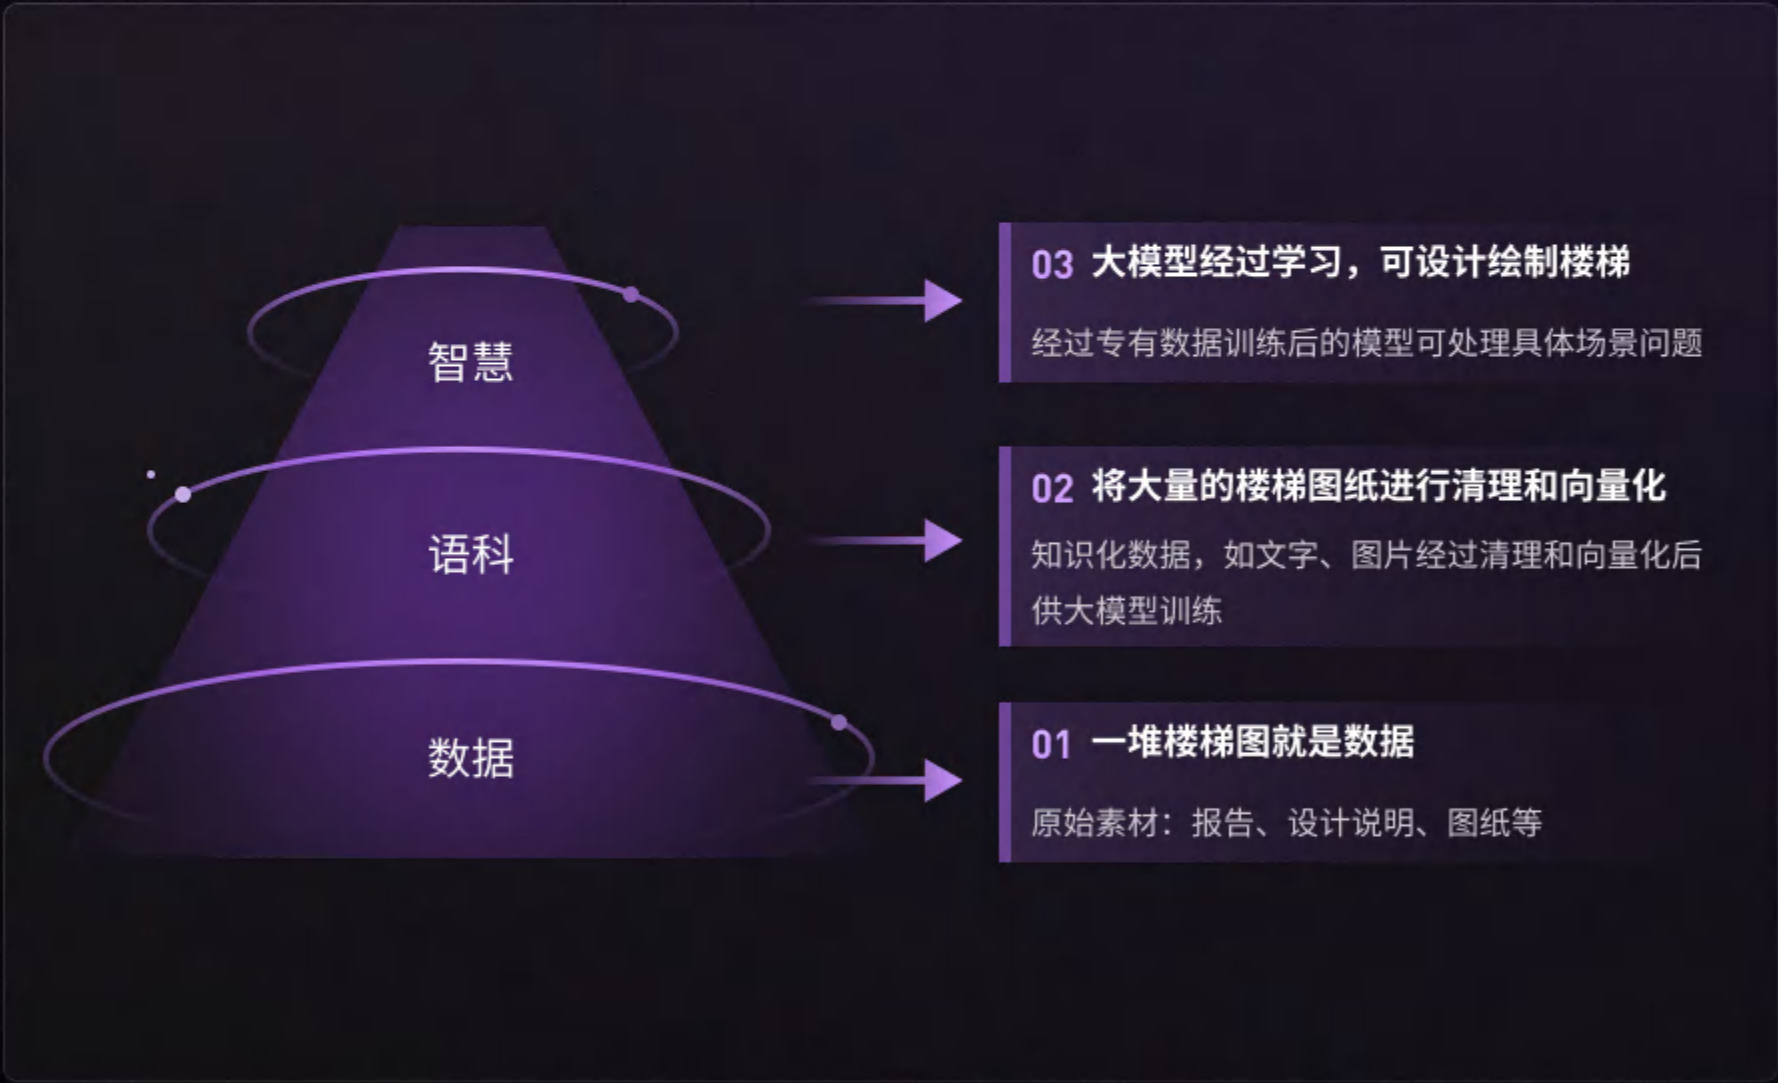 智慧
语科
数据
03 大模型经过学习，可设计绘制楼梯
经过专有数据训练后的模型可处理具体场景问题
02 将大量的楼梯图纸进行清理和向量化
知识化数据，如文字、图片经过清理和向量化后
供大模型训练
01 一堆楼梯图就是数据
原始素材：报告、设计说明、图纸等